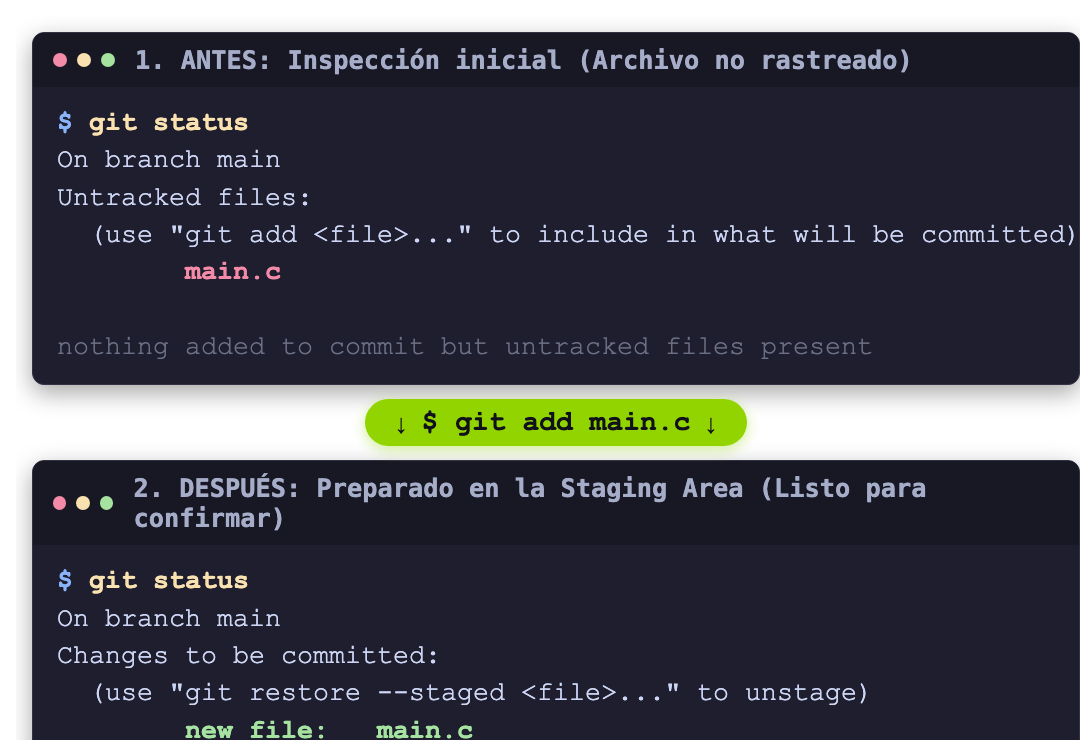 1. ANTES: Inspección inicial (Archivo no rastreado)
$ git status
On branch main
Untracked files:
(use "git add <file>..." to include in what will be committed)
main.c
nothing added to commit but untracked files present
↓ $ git add main.c ↓
2. DESPUÉS: Preparado en la Staging Area (Listo para
confirmar)
$ git status
On branch main
Changes to be committed:
(use "git restore --staged <file>..." to unstage)
new file: main.c